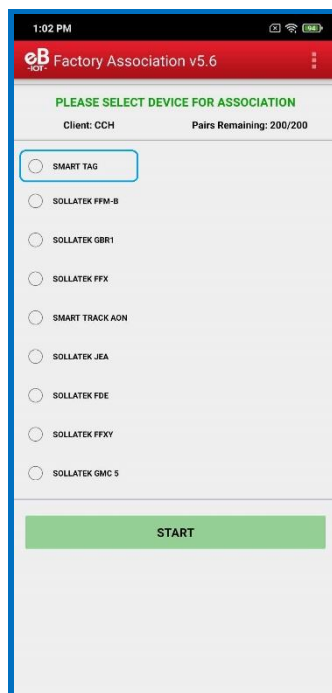 1:02 PM
94
eB
-IOT-
Factory Association v5.6
PLEASE SELECT DEVICE FOR ASSOCIATION
Client: CCH Pairs Remaining: 200/200
SMART TAG
SOLLATEK FFM-B
SOLLATEK GBR1
SOLLATEK FFX
SMART TRACK AON
SOLLATEK JEA
SOLLATEK FDE
SOLLATEK FFXY
SOLLATEK GMC 5
START